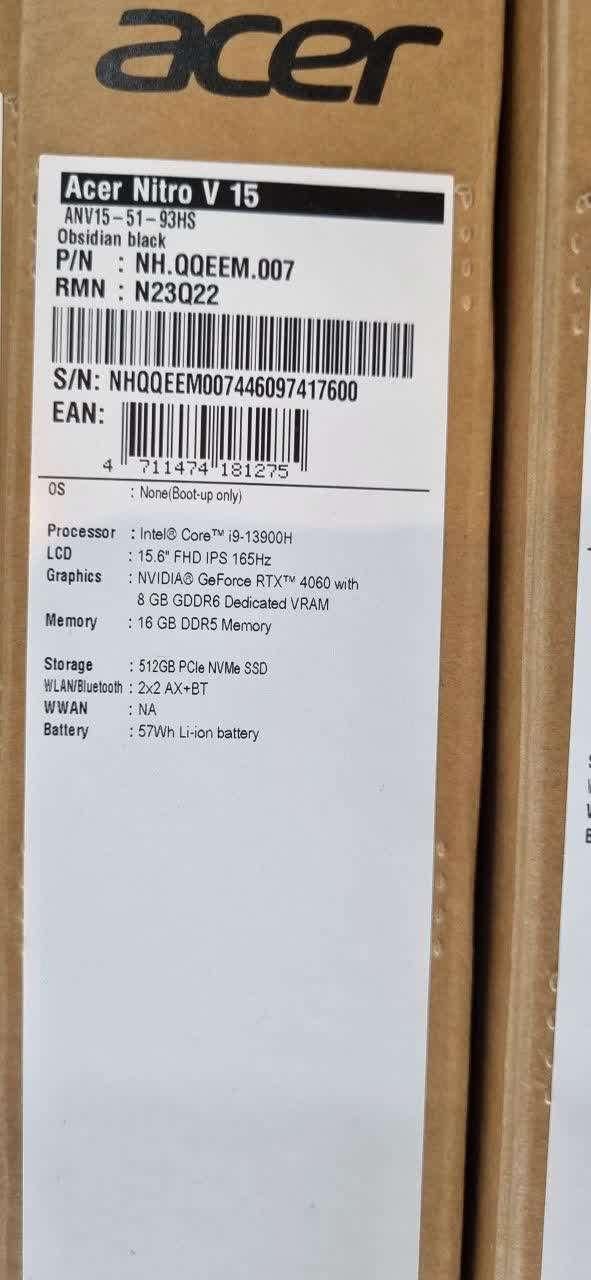 acer
Acer Nitro V 15
ANV15-51-93HS
Obsidian black
P/N : NH.QQEEM.007
RMN : N23Q22
S/N: NHQQEEM007446097417600
EAN:
4 711474 181275
OS : None(Boot-up only)
Processor : Intel® Core™ i9-13900H
LCD : 15.6" FHD IPS 165Hz
Graphics : NVIDIA® GeForce RTX™ 4060 with
8 GB GDDR6 Dedicated VRAM
Memory : 16 GB DDR5 Memory
Storage : 512GB PCIe NVMe SSD
WLAN/Bluetooth : 2x2 AX+BT
WWAN : NA
Battery : 57Wh Li-ion battery